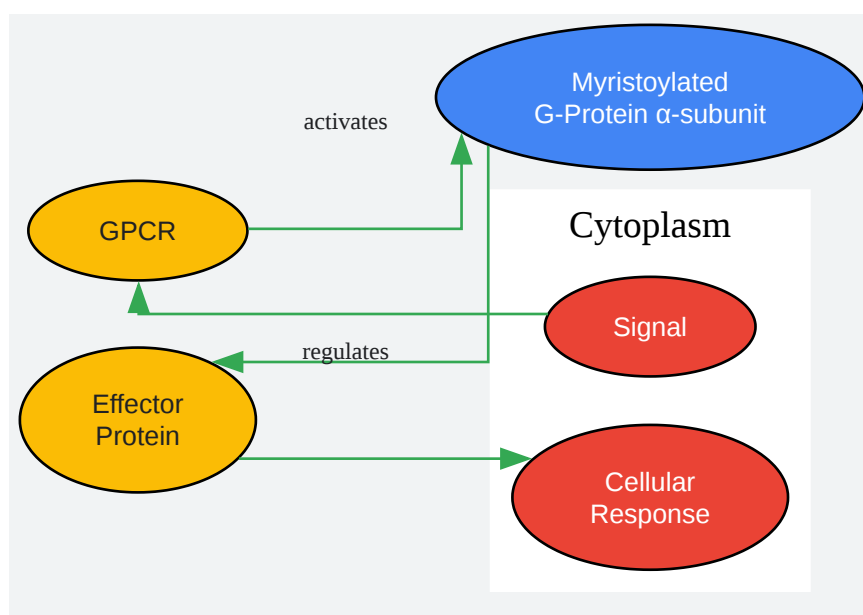 Myristoylated
G-Protein α-subunit
activates
GPCR
Cytoplasm
Signal
regulates
Effector
Protein
Cellular
Response